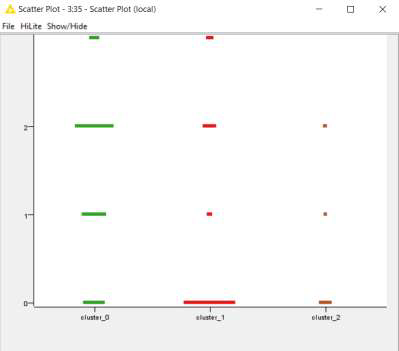 Scatter Plot - 3:35 - Scatter Plot (local)
File HiLite Show/Hide
2
1
0
cluster_0 cluster_1 cluster_2